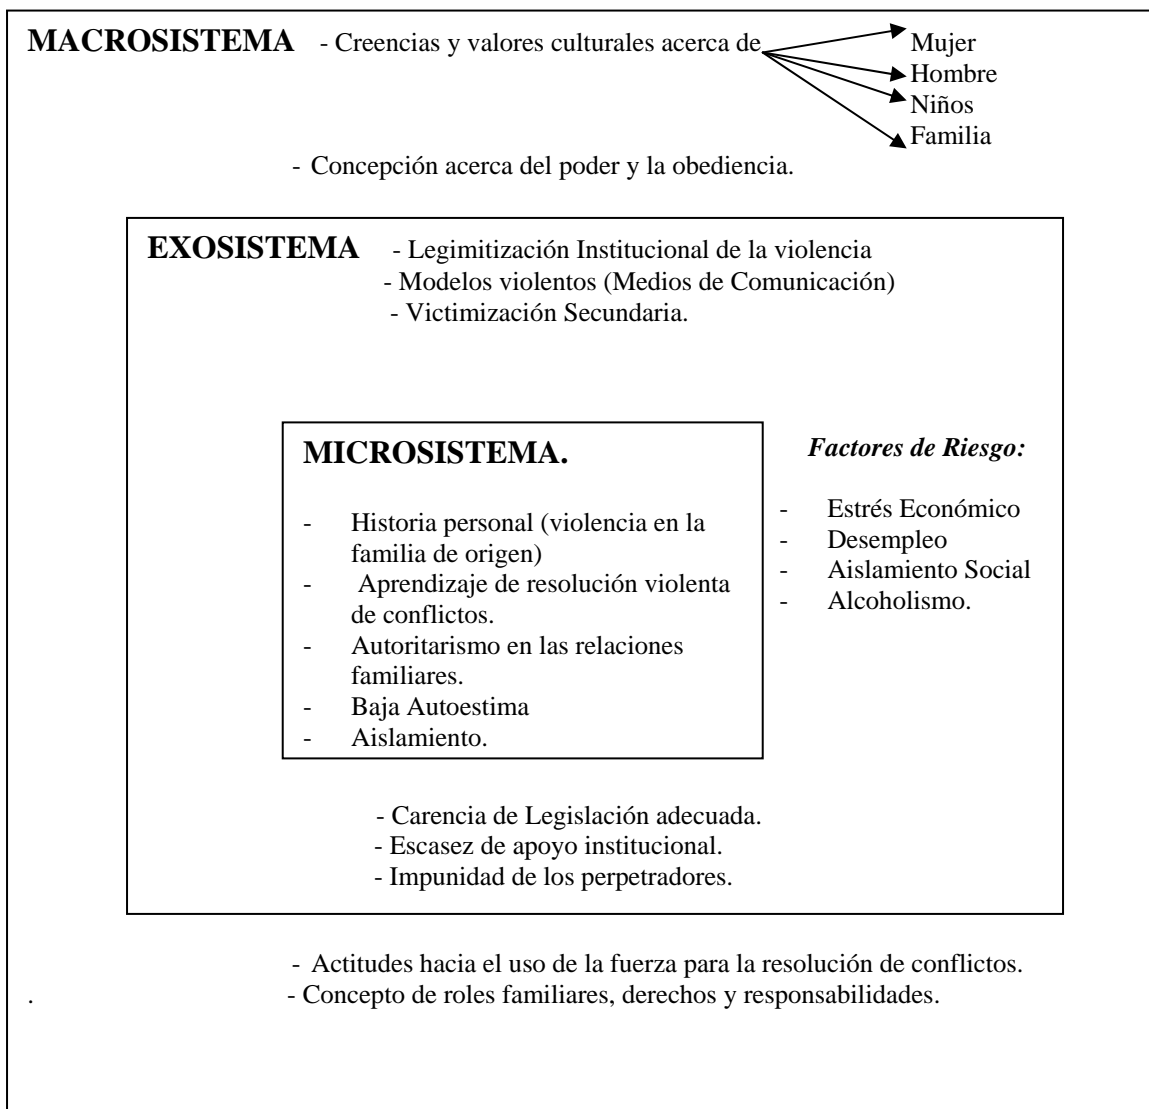 MACROSISTEMA - Creencias y valores culturales acerca de Mujer
Hombre
Niños
Familia
- Concepción acerca del poder y la obediencia.
EXOSISTEMA - Legimitización Institucional de la violencia
- Modelos violentos (Medios de Comunicación)
- Victimización Secundaria.
MICROSISTEMA.
- Historia personal (violencia en la
familia de origen)
- Aprendizaje de resolución violenta
de conflictos.
- Autoritarismo en las relaciones
familiares.
- Baja Autoestima
- Aislamiento.
Factores de Riesgo:
- Estrés Económico
- Desempleo
- Aislamiento Social
- Alcoholismo.
- Carencia de Legislación adecuada.
- Escasez de apoyo institucional.
- Impunidad de los perpetradores.
- Actitudes hacia el uso de la fuerza para la resolución de conflictos.
. - Concepto de roles familiares, derechos y responsabilidades.